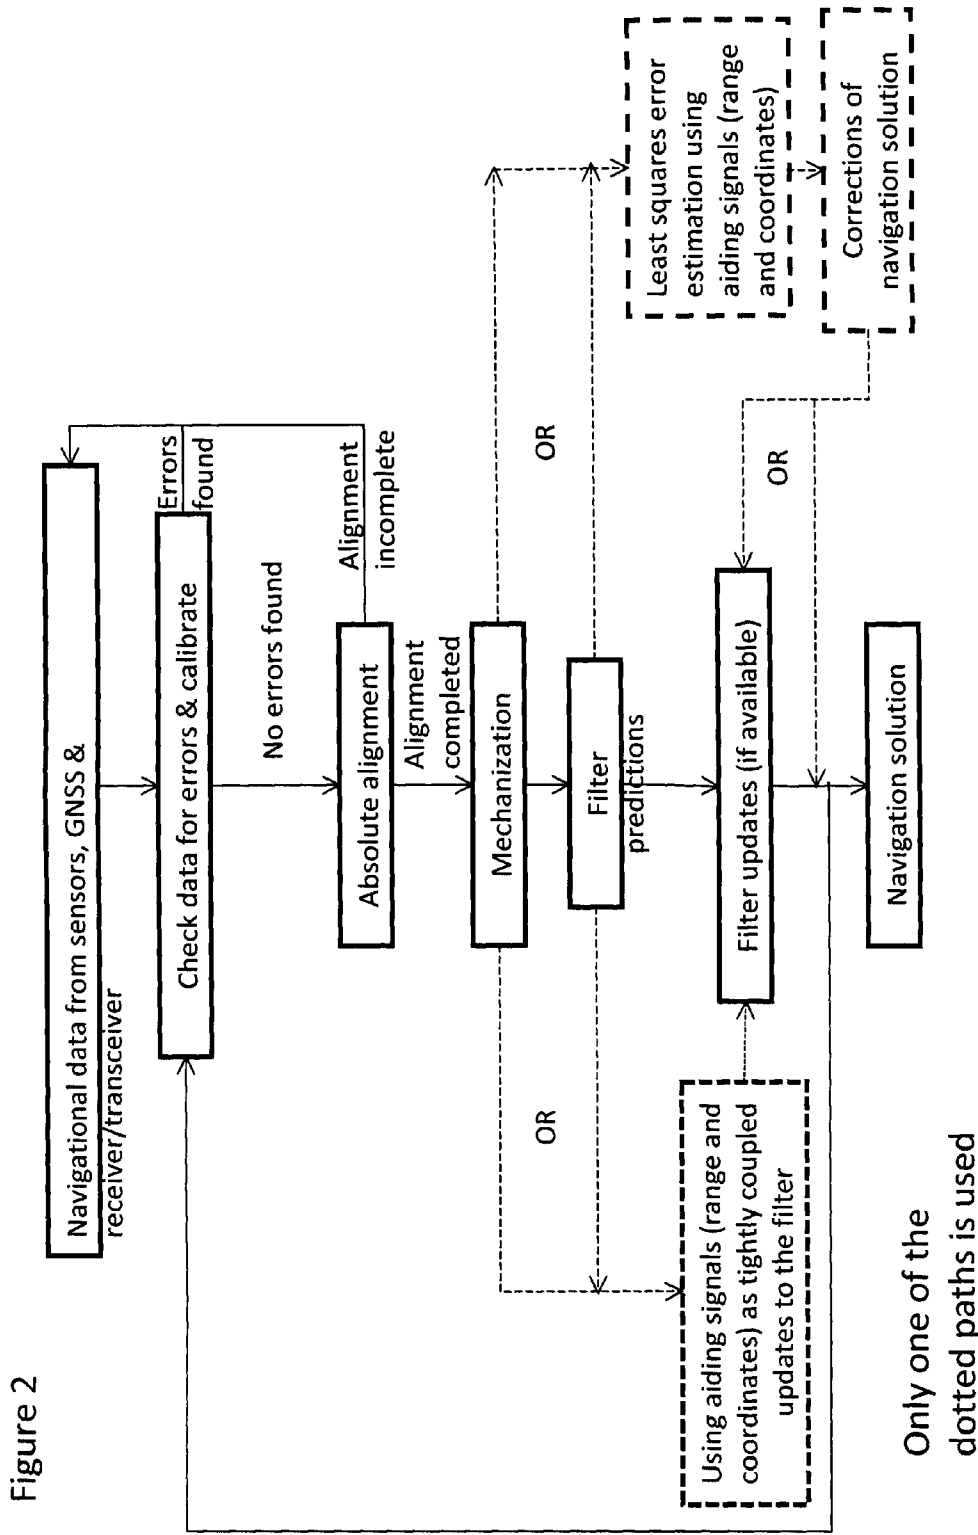 Figure 2
Navigational data from sensors, GNSS &
receiver/transceiver
Check data for errors & calibrate
Errors
found
No errors found
Absolute alignment
Alignment
incomplete
Alignment
completed
Mechanization
Filter
predictions
OR
OR
Least squares error
estimation using
aiding signals (range
and coordinates)
Corrections of
navigation solution
Using aiding signals (range and
coordinates) as tightly coupled
updates to the filter
Filter updates (if available)
OR
Navigation solution
Only one of the
dotted paths is used